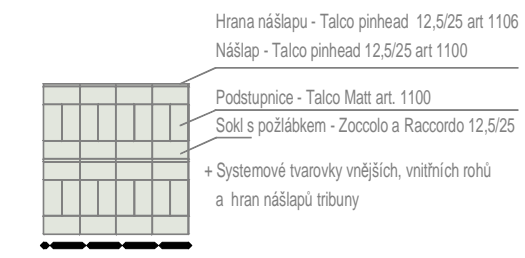 Hrana nášlapu - Talco pinhead 12,5/25 art 1106
Nášlap - Talco pinhead 12,5/25 art 1100
Podstupnice - Talco Matt art. 1100
Sokl s požlábkem - Zoccolo a Raccordo 12,5/25
+ Systemové tvarovky vnějších, vnitřních rohů
a hran nášlapů tribuny